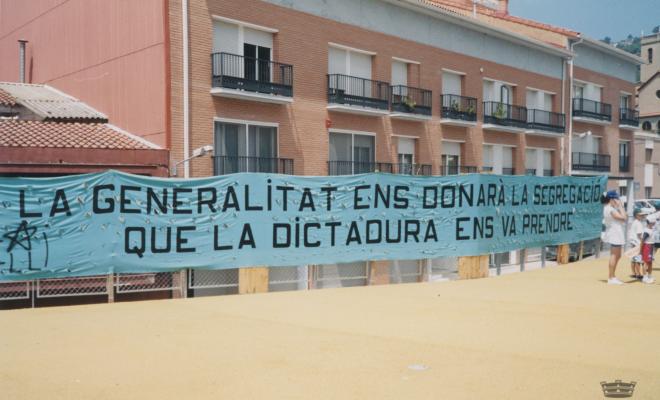 LA GENERALITAT ENS DONARÀ LA SEGREGACIÓ
QUE LA DICTADURA ENS VA PRENDRE